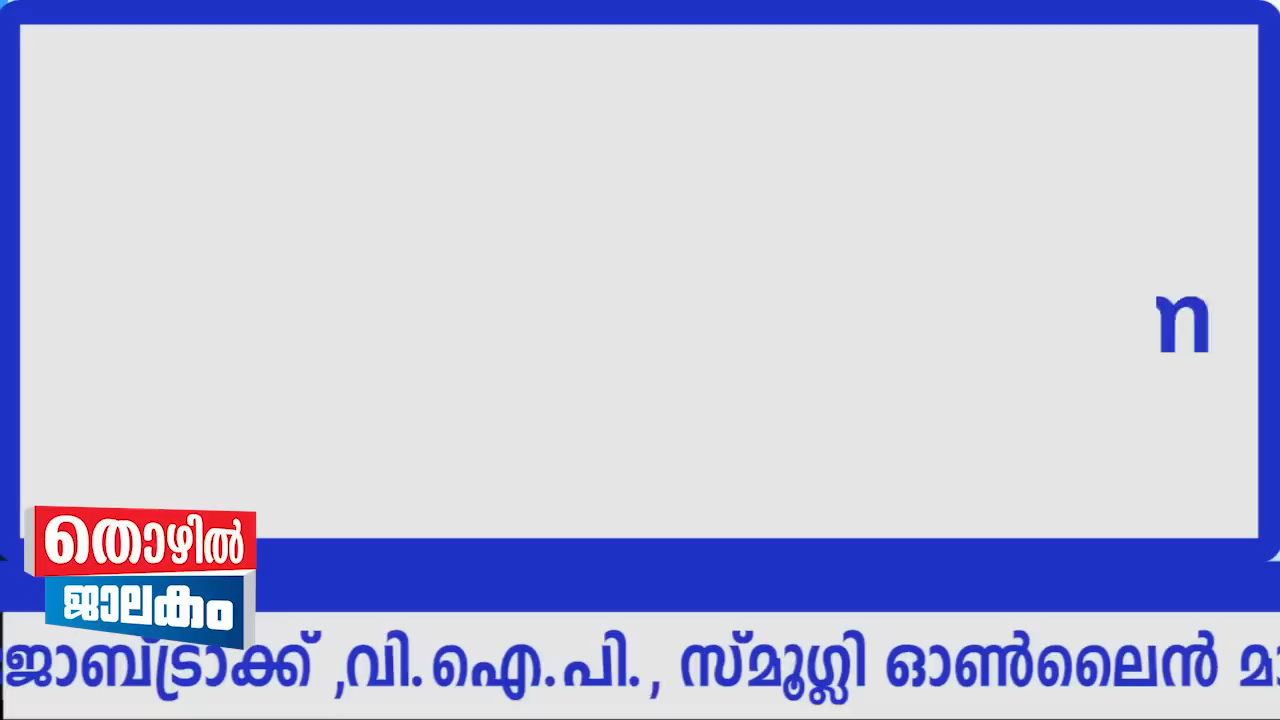 തൊഴിൽ
ജാലകം
ജാബ്ട്രാക്ക് ,വി.ഐ.പി., സ്മൂഗ്ലി ഓൺലൈൻ